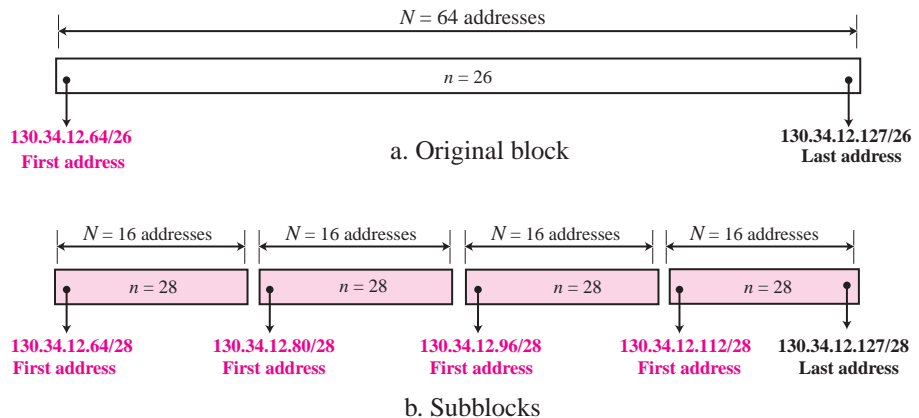 N = 64 addresses
n = 26
130.34.12.64/26
First address
130.34.12.127/26
Last address
a. Original block
N = 16 addresses
N = 16 addresses
N = 16 addresses
N = 16 addresses
n = 28
n = 28
n = 28
n = 28
130.34.12.64/28
First address
130.34.12.80/28
First address
130.34.12.96/28
First address
130.34.12.112/28
First address
130.34.12.127/28
Last address
b. Subblocks